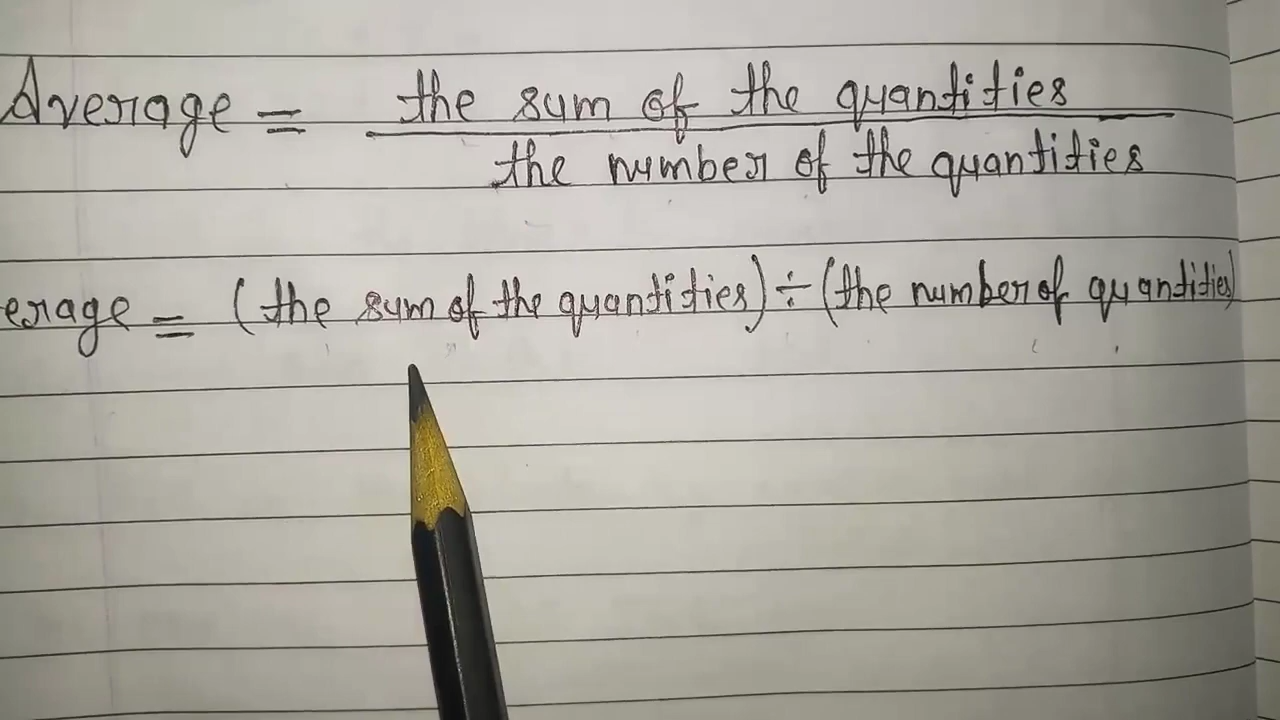 Average = the sum of the quantities
the number of the quantities
erage = (the sum of the quantities) ÷ (the number of quantities)